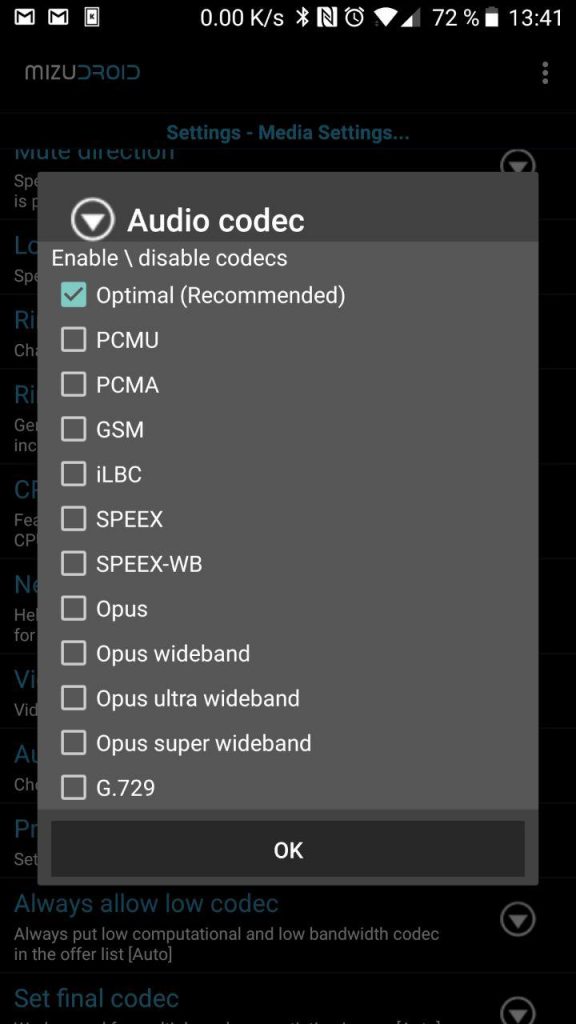 0.00 K/s 72 % 13:41
MIZUDROID
Settings - Media Settings...
Mute direction
Spe
is p
Lo
Spe
Ri
Cha
Ri
Gen
inc
CP
Fea
CPU
Ne
Hel
for
Vi
Vid
Au
Cho
Pr
Set
Audio codec
Enable \ disable codecs
Optimal (Recommended)
PCMU
PCMA
GSM
iLBC
SPEEX
SPEEX-WB
Opus
Opus wideband
Opus ultra wideband
Opus super wideband
G.729
OK
Always allow low codec
Always put low computational and low bandwidth codec
in the offer list [Auto]
Set final codec